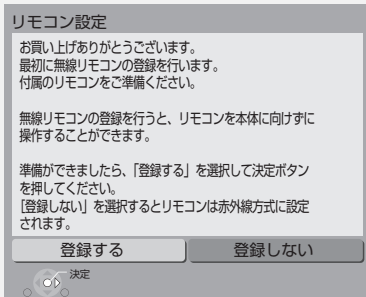 リモコン設定
お買い上げありがとうございます。
最初に無線リモコンの登録を行います。
付属のリモコンをご準備ください。
無線リモコンの登録を行うと、リモコンを本体に向けずに
操作することができます。
準備ができましたら、「登録する」を選択して決定ボタン
を押してください。
「登録しない」を選択するとリモコンは赤外線方式に設定
されます。
登録する
登録しない
決定